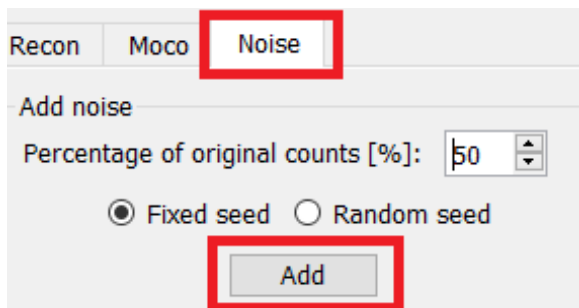 Recon Moco Noise
Add noise
Percentage of original counts [%]: 50
Fixed seed Random seed
Add